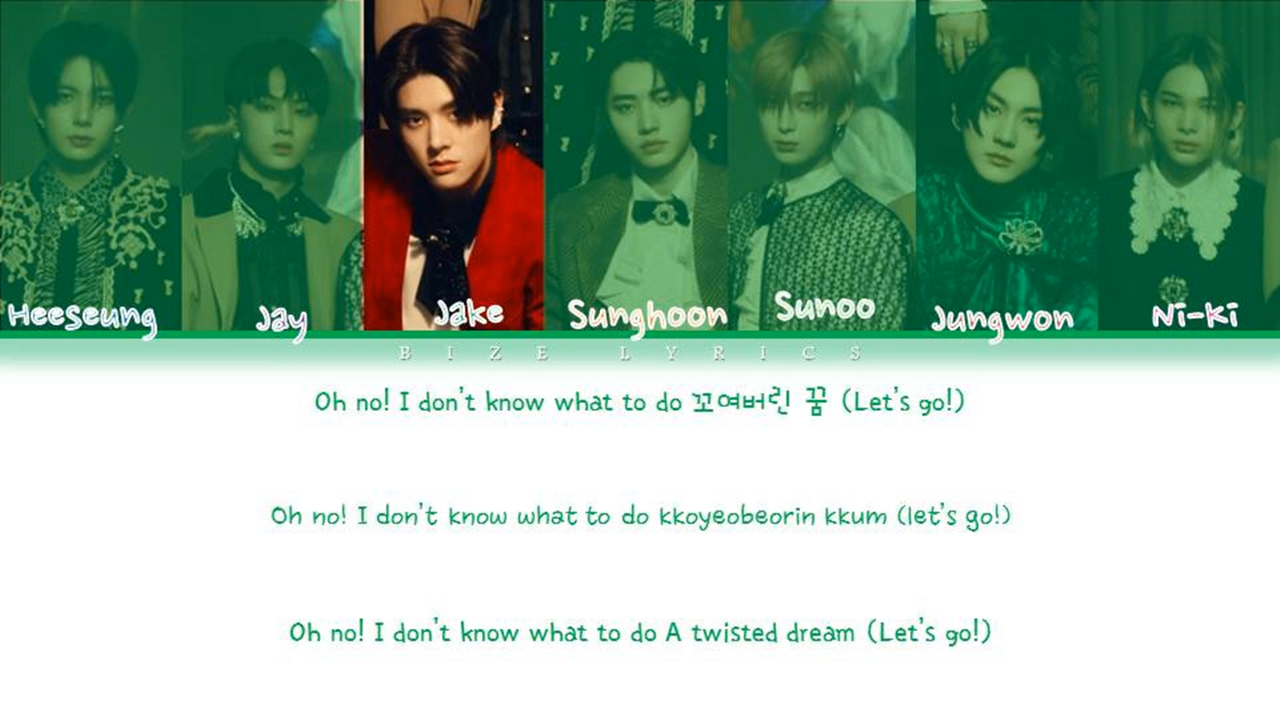 Heeseung Jay Jake Sunghoon Sunoo Jungwon Ni-Ki
BIZE LYRICS
Oh no! I don't know what to do 꼬여버린 꿈 (Let's go!)
Oh no! I don't know what to do kkoyeobeorin kkum (let's go!)
Oh no! I don't know what to do A twisted dream (Let's go!)